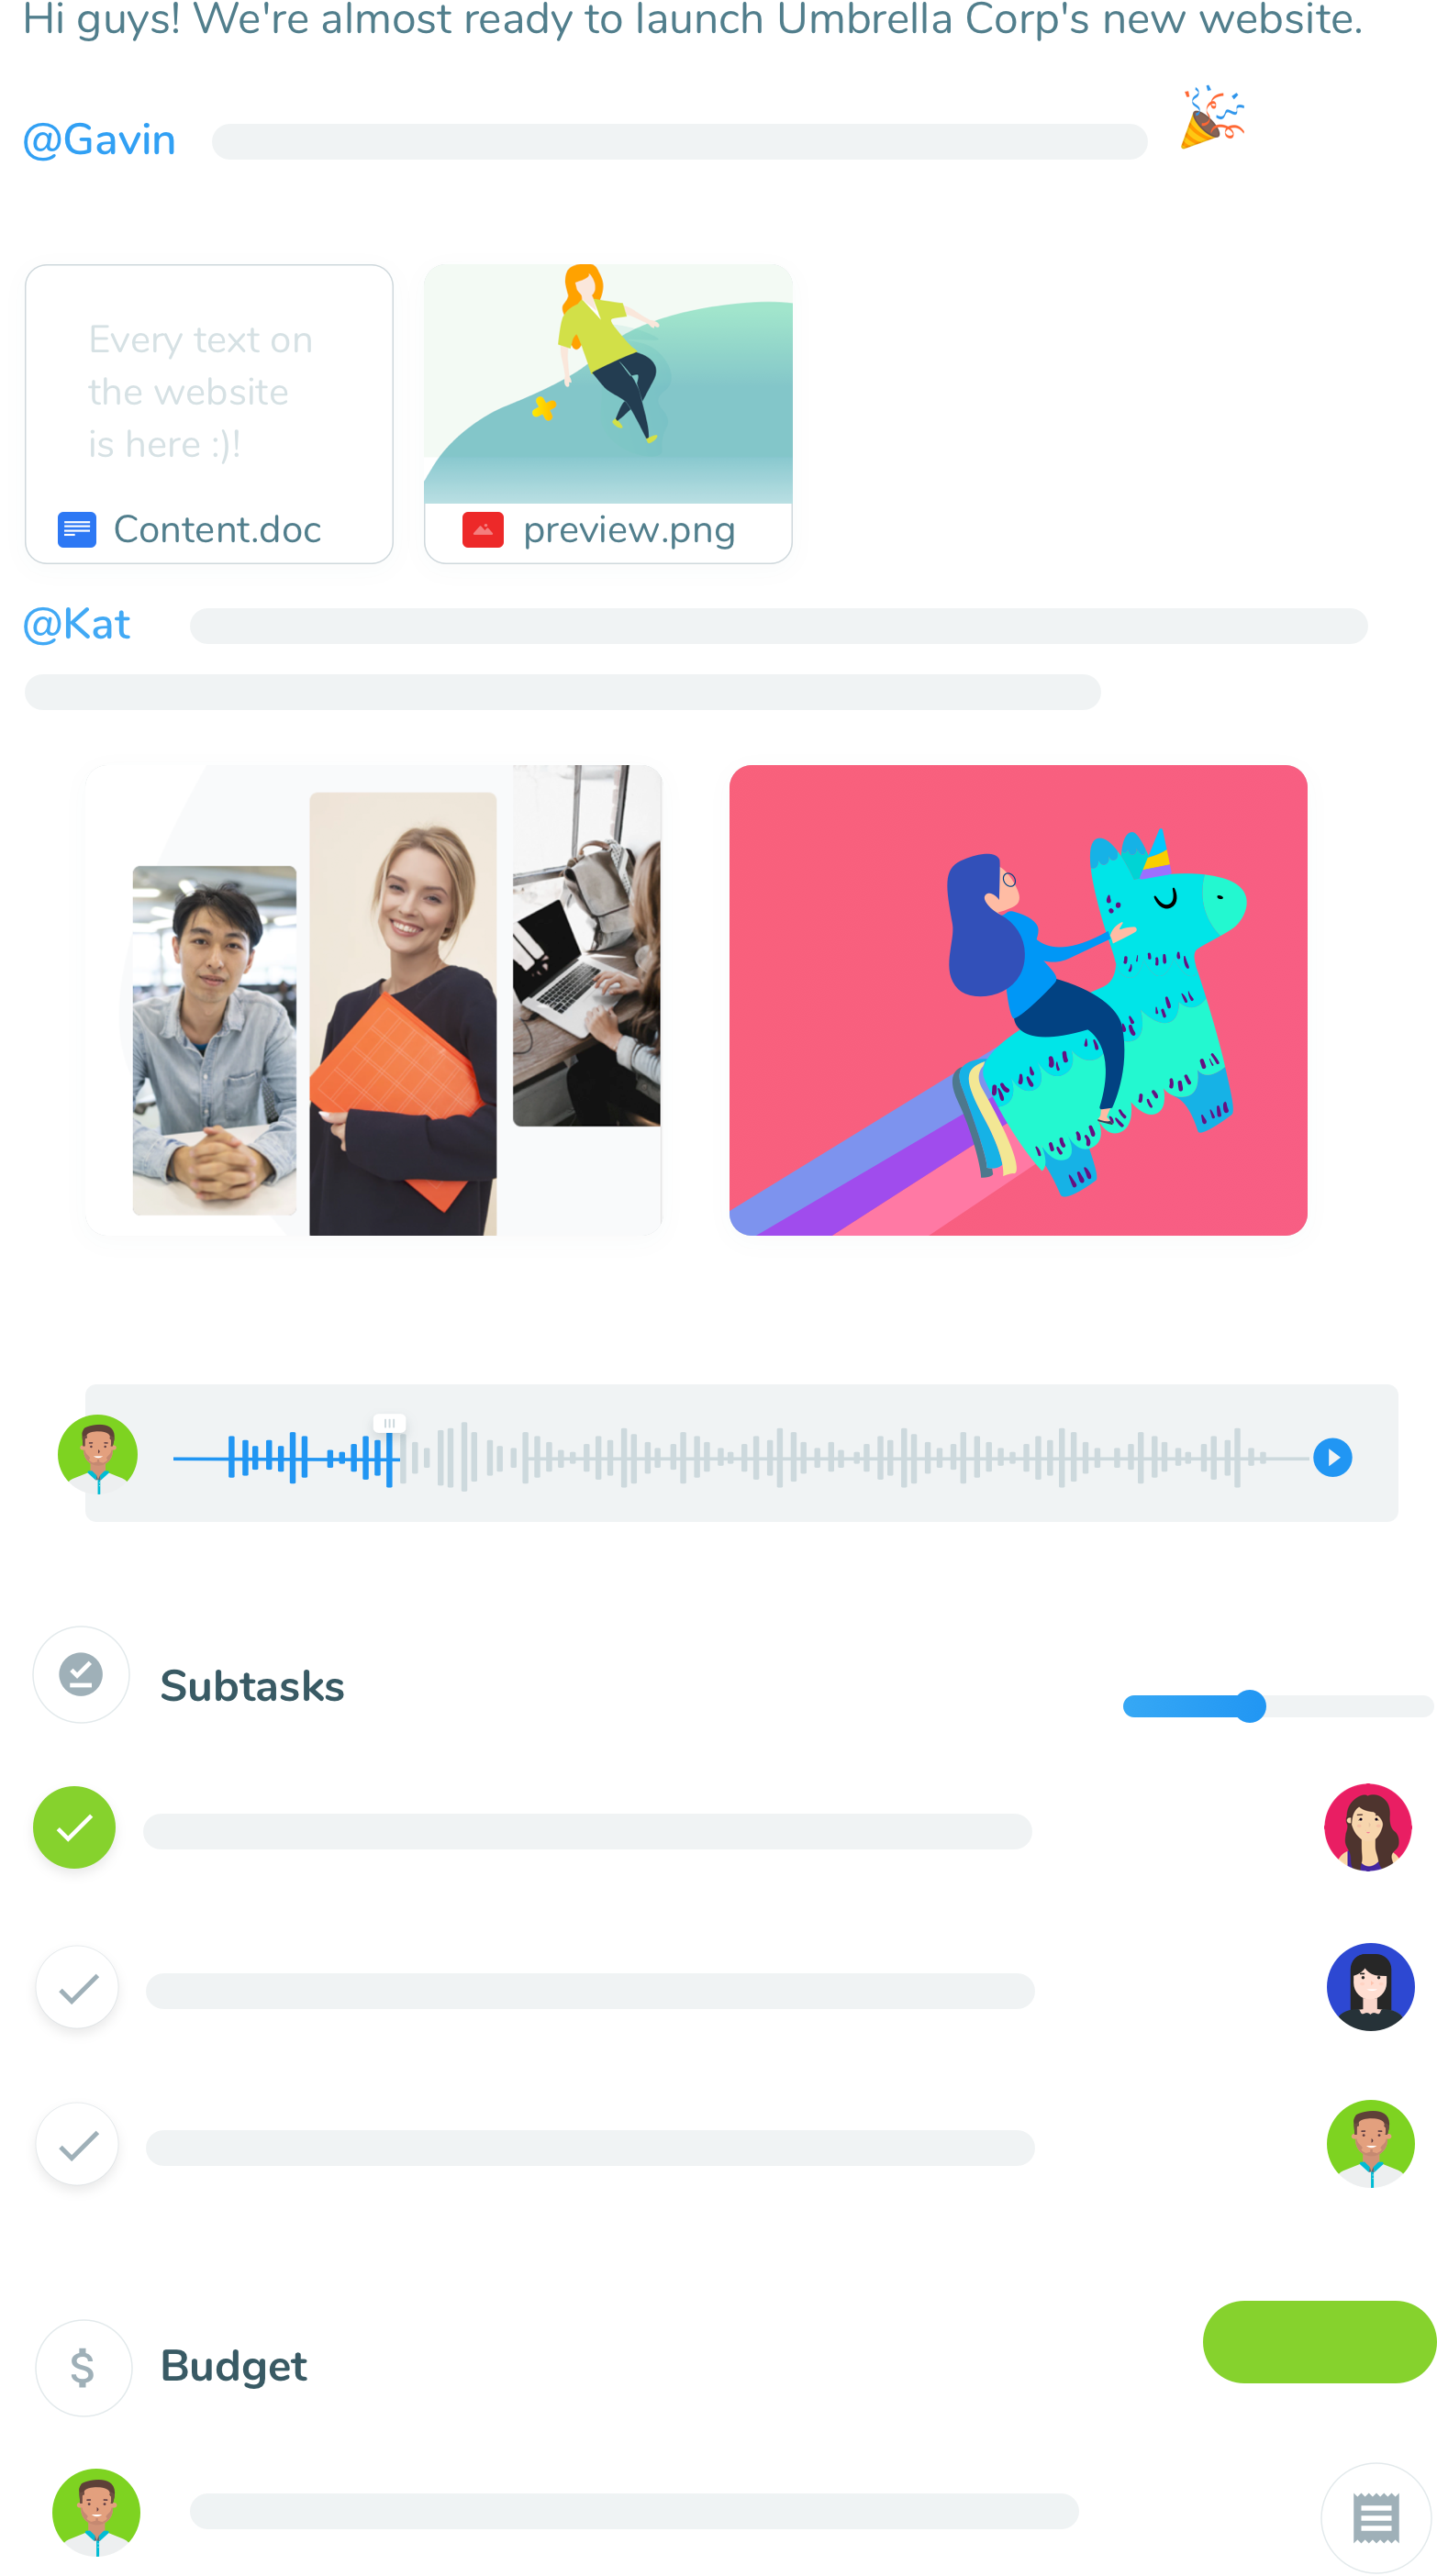 Hi guys! We're almost ready to launch Umbrella Corp's new website.
@Gavin
Every text on
the website
is here :)!
Content.doc
preview.png
@Kat
Subtasks
Budget